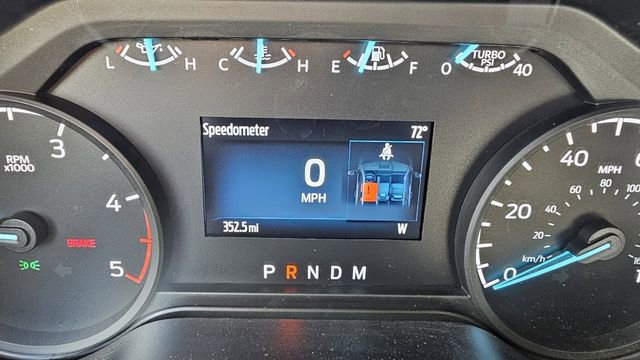 L H
C H
E F
0 TURBO PSI 40
Speedometer 72°
0
MPH
352.5 mi W
P R N D M
RPM
x1000
3
4
5
BRAKE
0
20
40
MPH
20
40
60
80
100
km/h